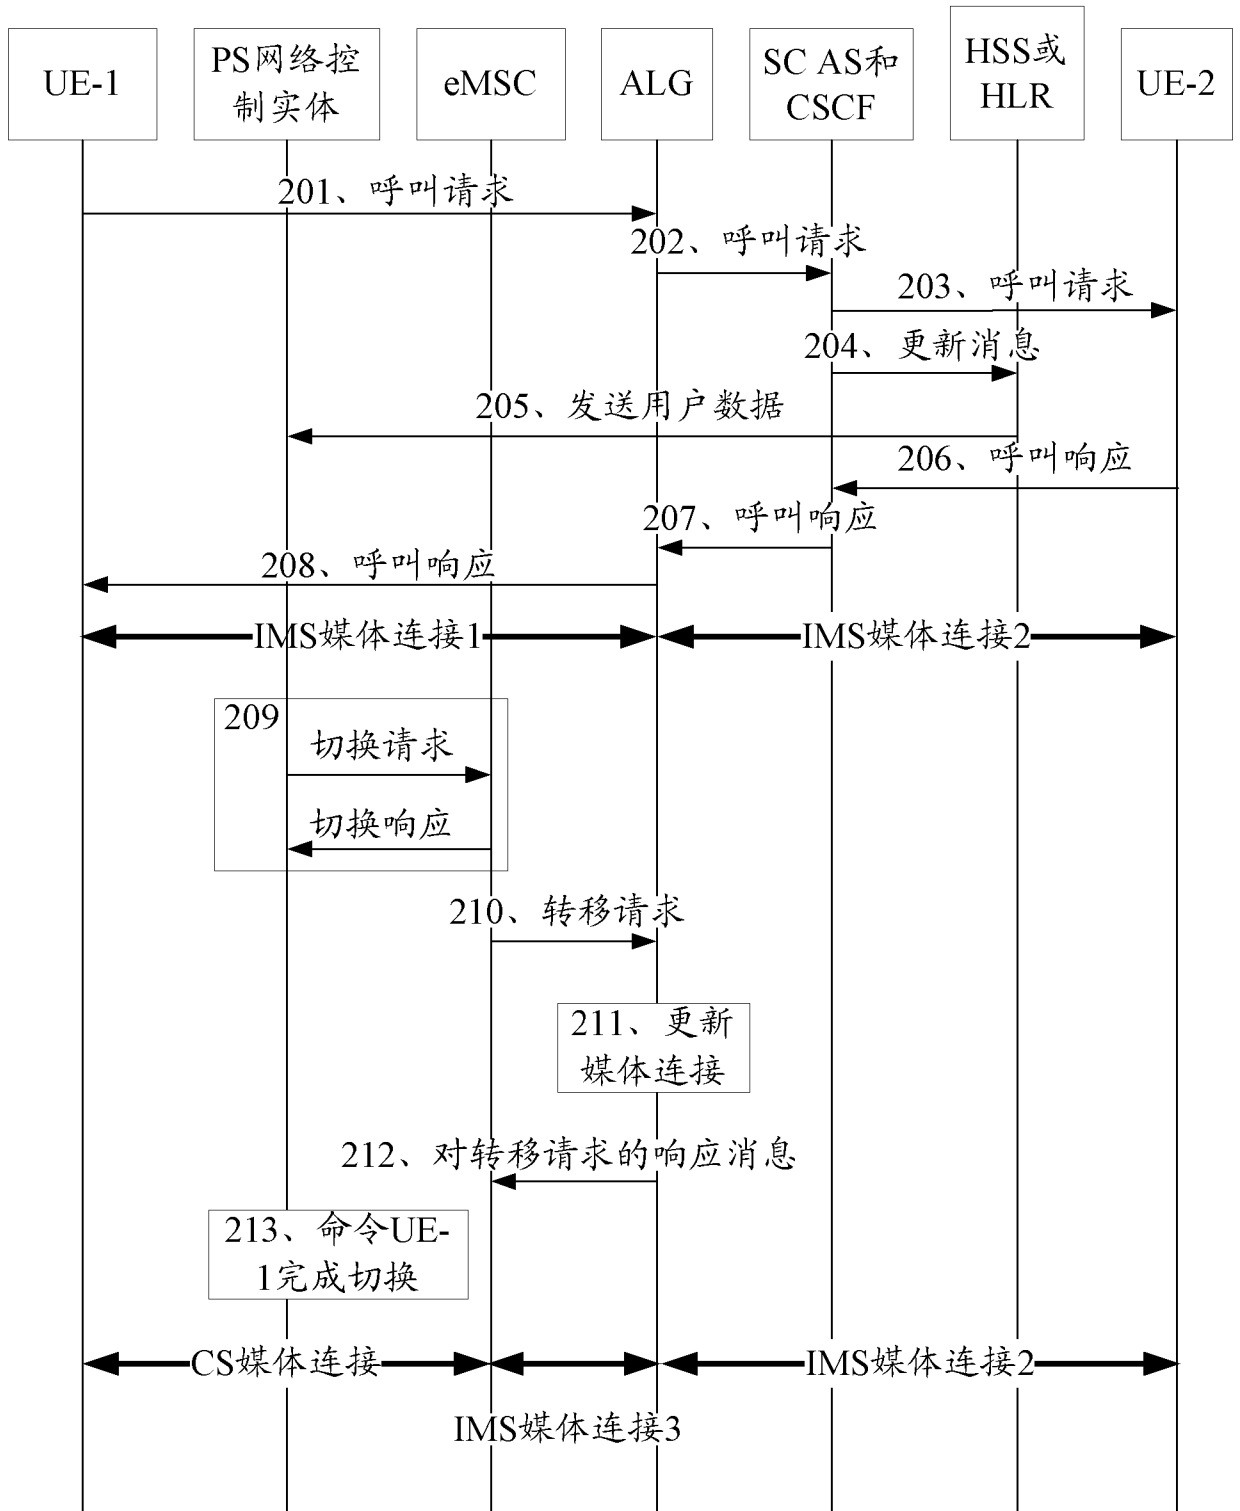 UE-1
PS网络控
制实体
eMSC
ALG
SC AS和
CSCF
HSS或
HLR
UE-2
201、呼叫请求
202、呼叫请求
203、呼叫请求
204、更新消息
205、发送用户数据
206、呼叫响应
207、呼叫响应
208、呼叫响应
IMS媒体连接1
IMS媒体连接2
209
切换请求
切换响应
210、转移请求
211、更新
媒体连接
212、对转移请求的响应消息
213、命令UE-
1完成切换
CS媒体连接
IMS媒体连接2
IMS媒体连接3